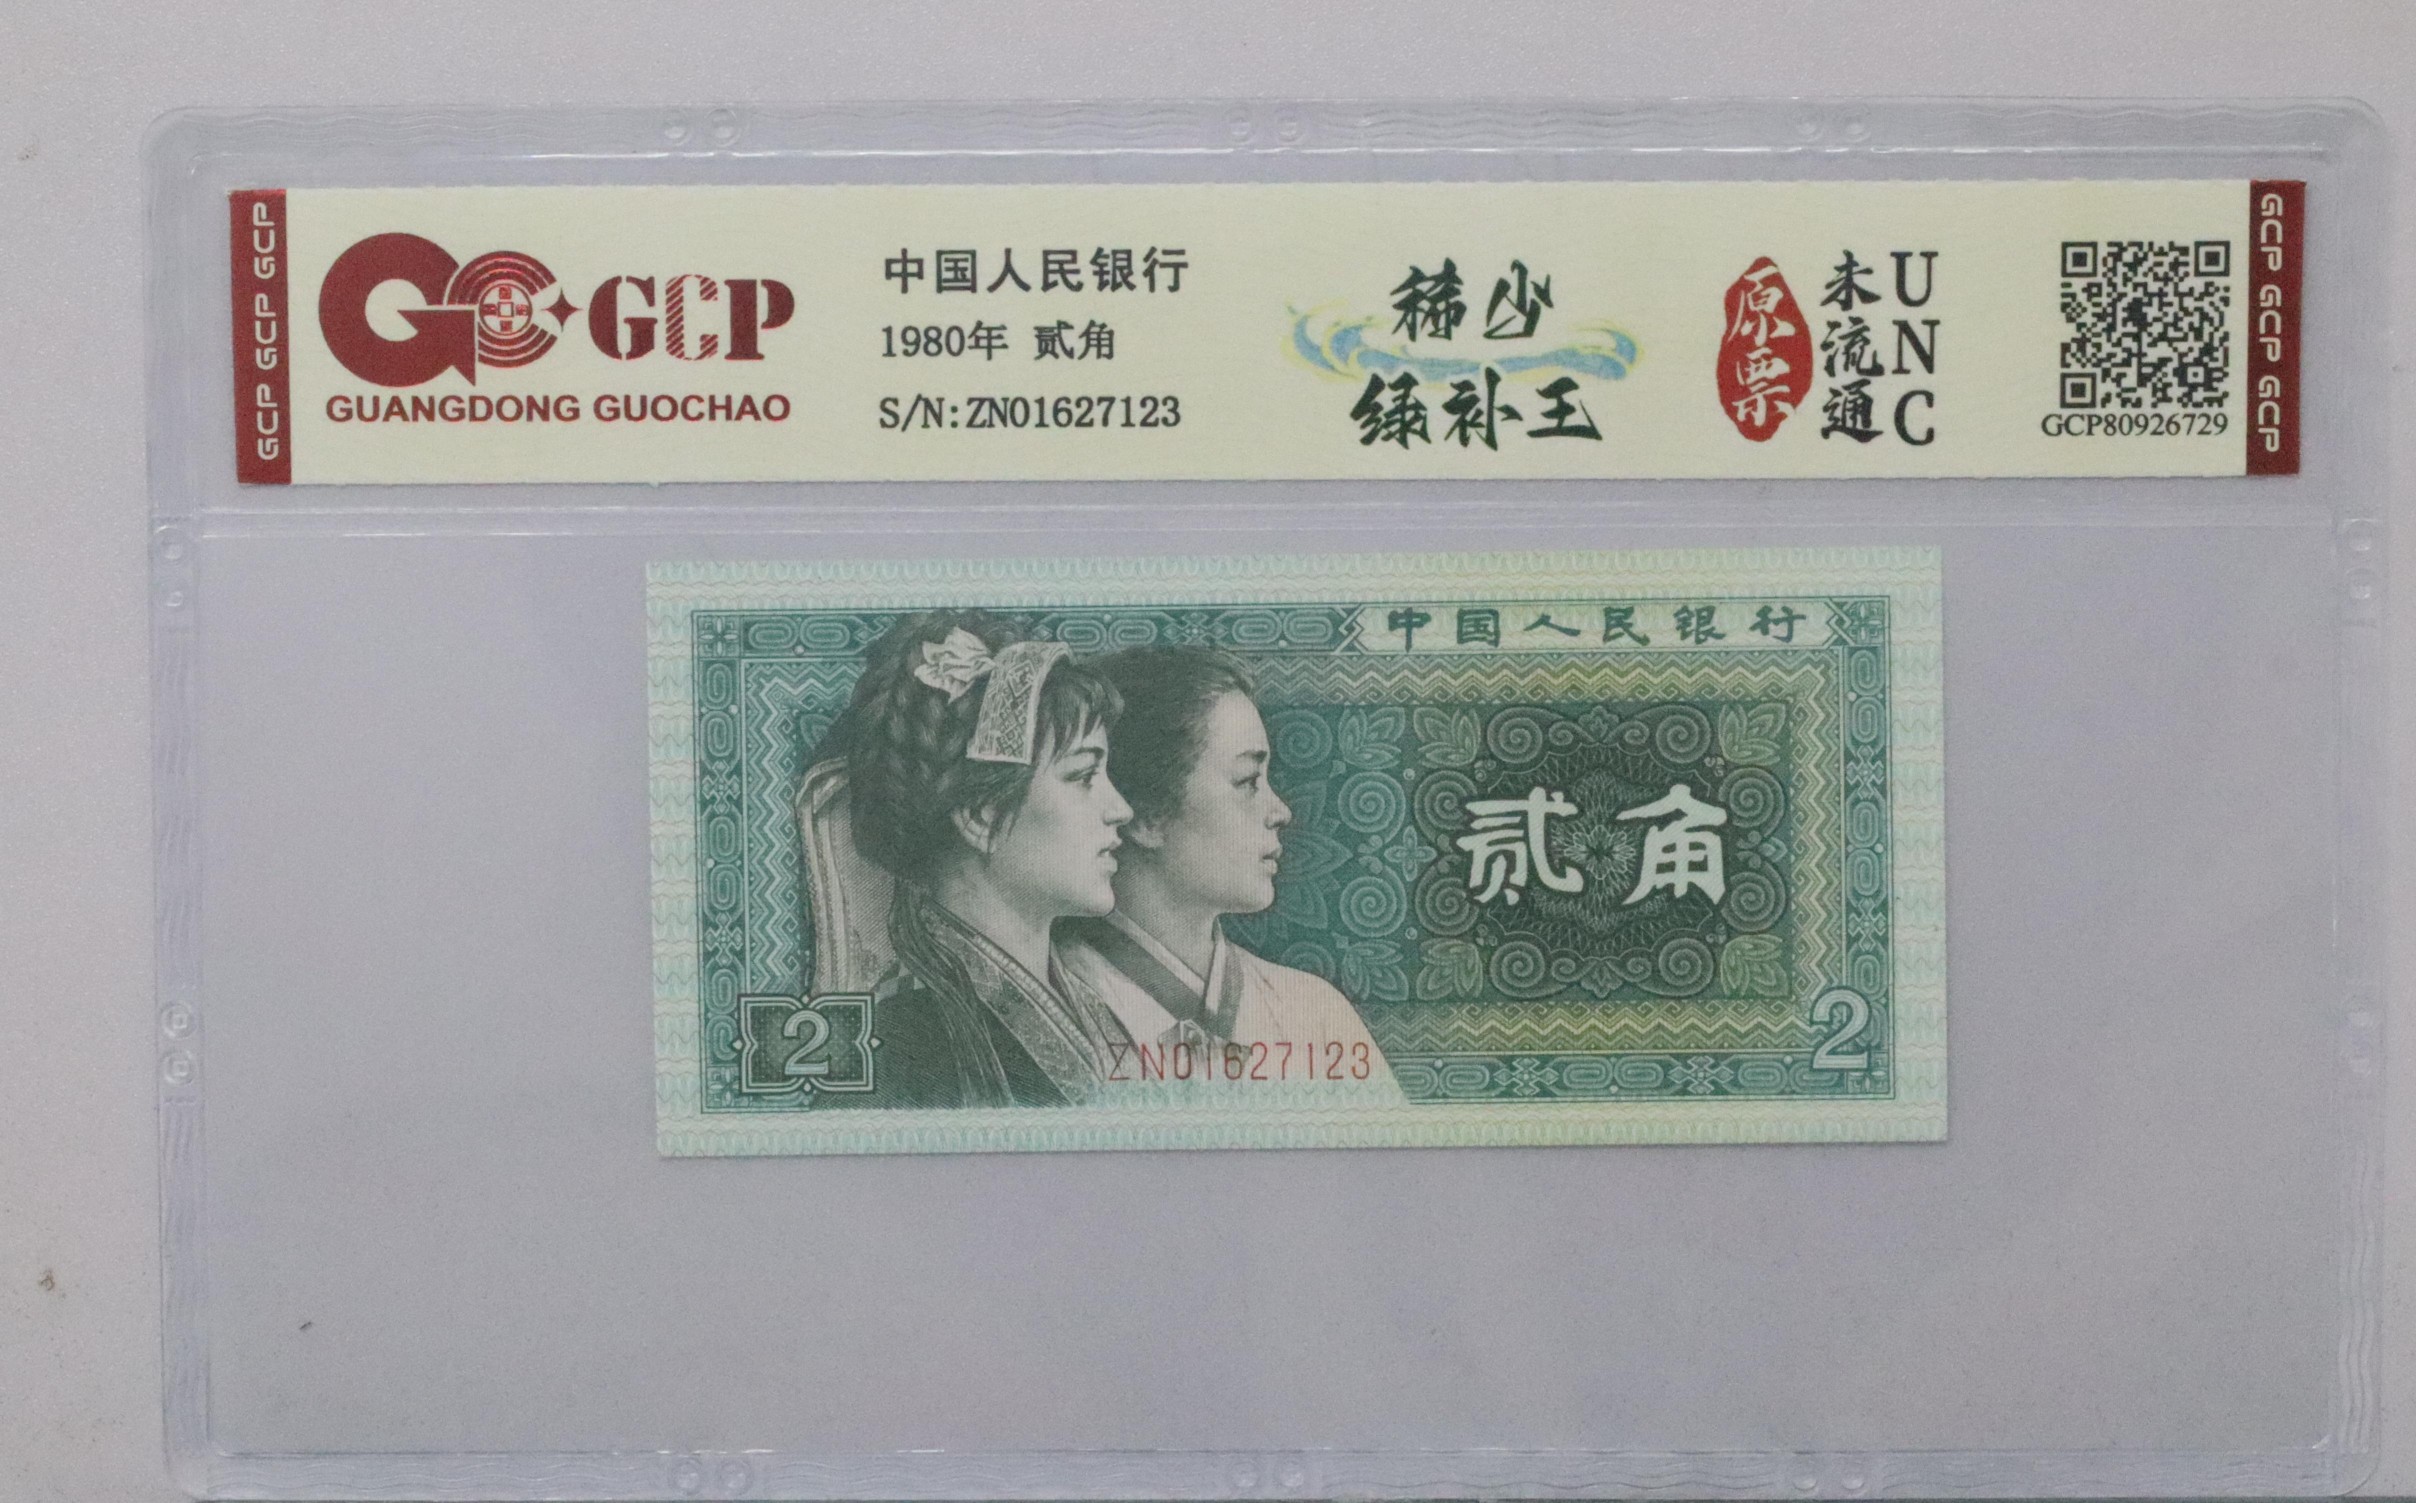 GCP GCP GCP
GCP
GUANGDONG GUOCHAO
中国人民银行
1980年 贰角
S/N:ZN01627123
稀少
绿补王
原票
未流通
UNC
GCP80926729
GCP GCP GCP
中国人民银行
贰角
2
2
ZN01627123